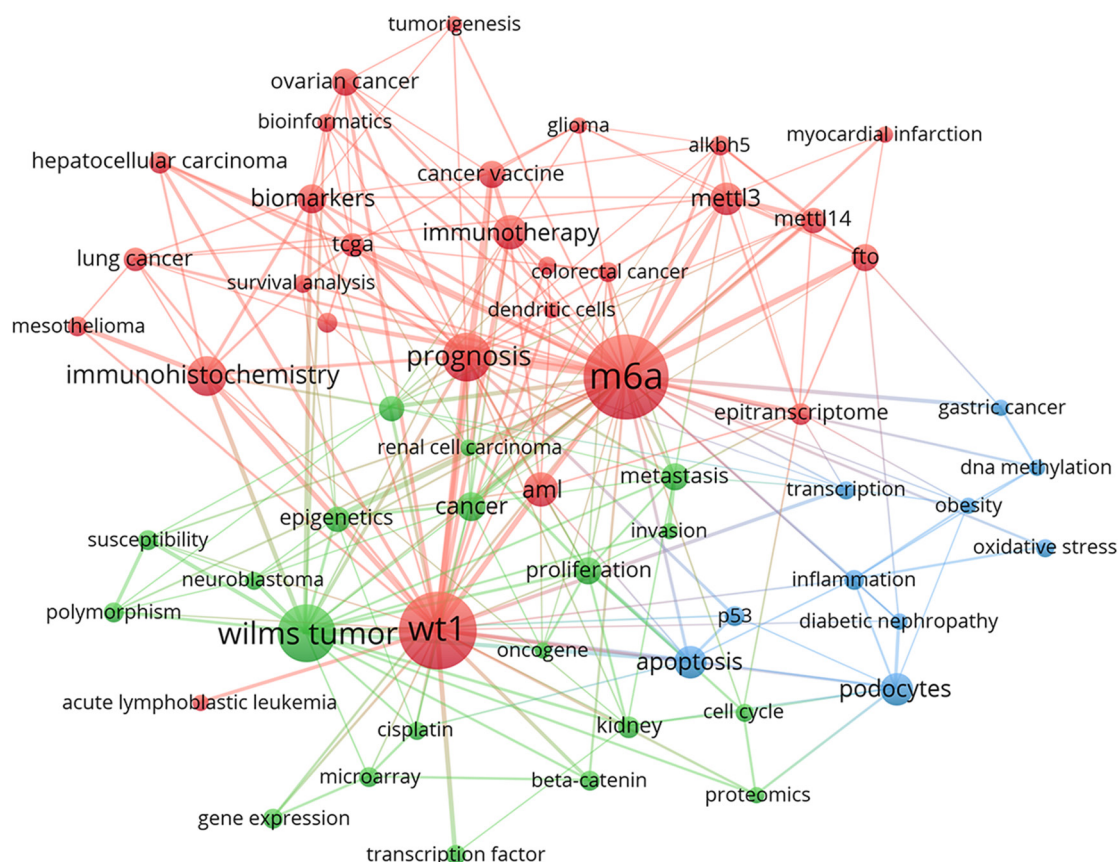 tumorigenesis
ovarian cancer
bioinformatics
glioma
myocardial infarction
alkbh5
hepatocellular carcinoma
cancer vaccine
biomarkers
mettl3
mettl14
immunotherapy
tcga
lung cancer
fto
colorectal cancer
survival analysis
dendritic cells
mesothelioma
prognosis
immunohistochemistry
m6a
gastric cancer
epitranscriptome
renal cell carcinoma
dna methylation
metastasis
aml
transcription
cancer
obesity
epigenetics
invasion
susceptibility
oxidative stress
proliferation
neuroblastoma
inflammation
polymorphism
p53
diabetic nephropathy
wilms tumor
wt1
oncogene
apoptosis
podocytes
acute lymphoblastic leukemia
cell cycle
kidney
cisplatin
microarray
beta-catenin
proteomics
gene expression
transcription factor